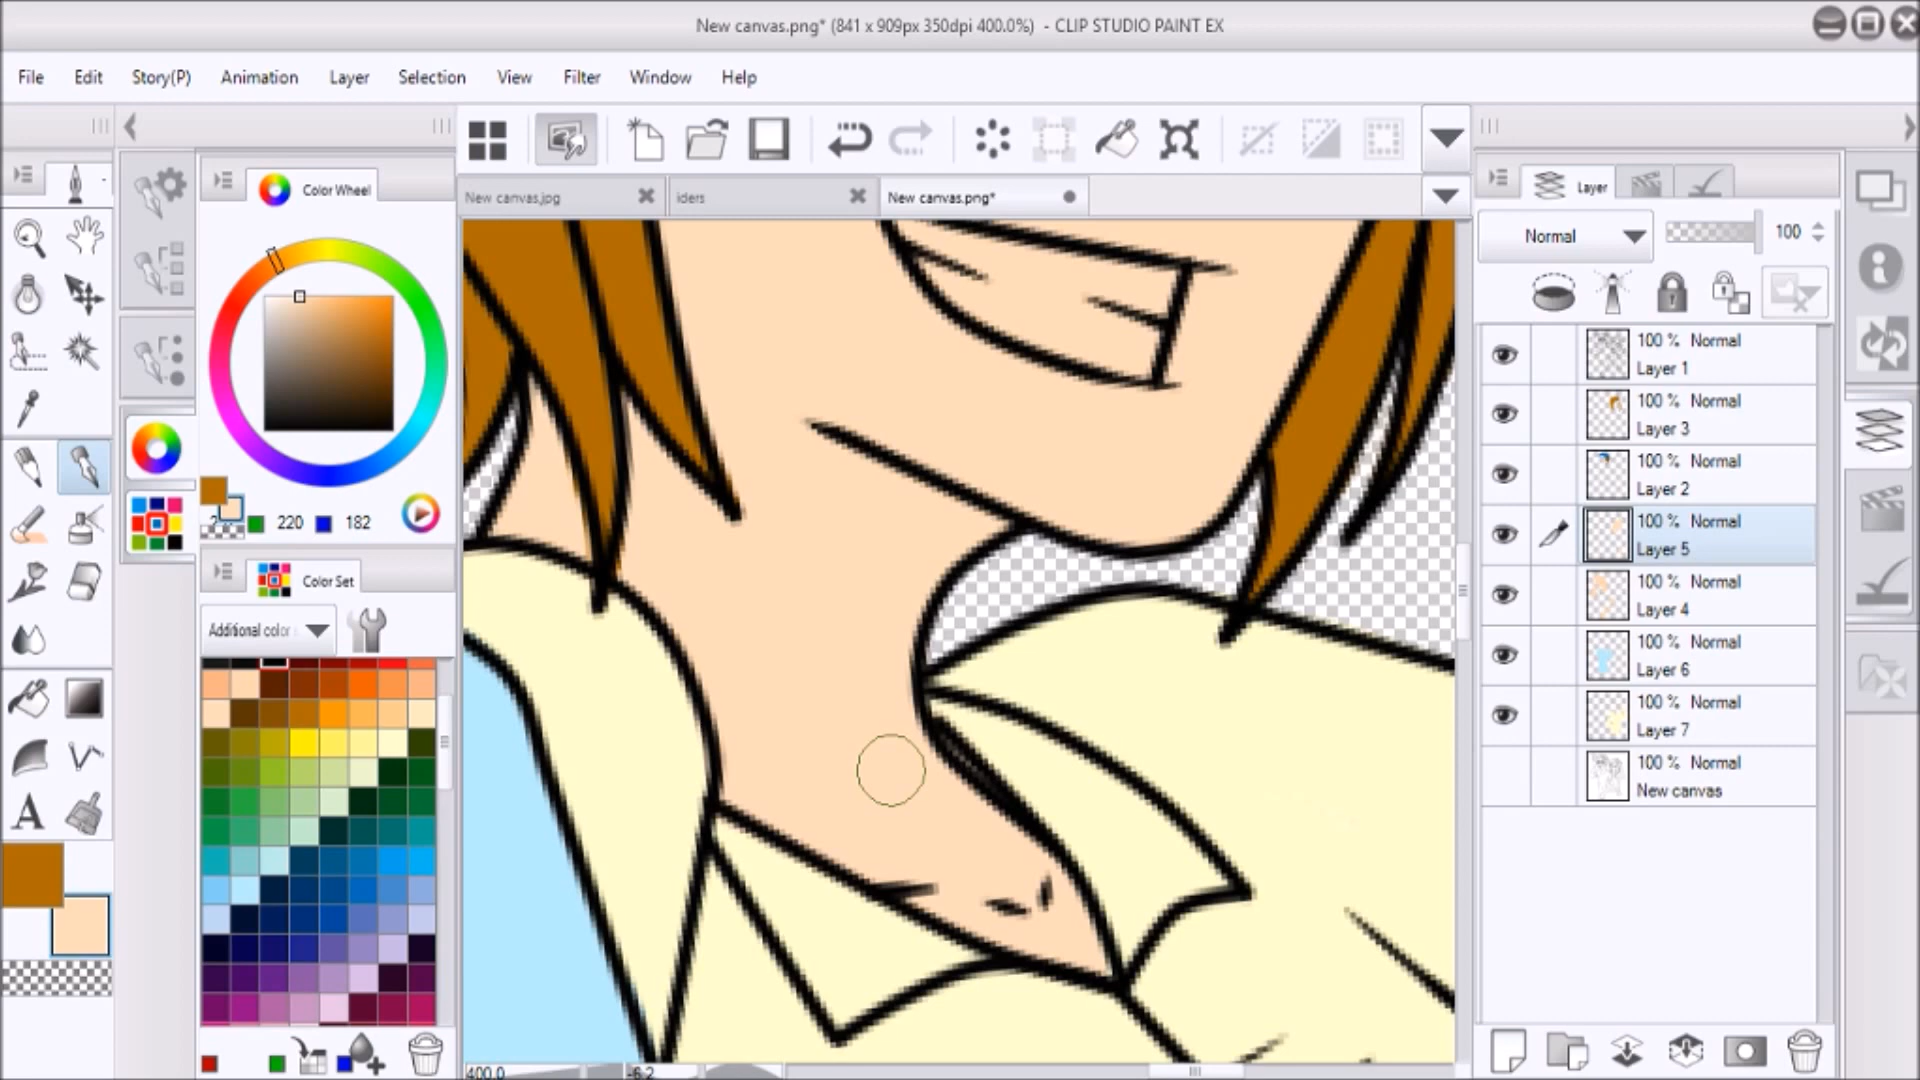 New canvas.png* (841 x 909px 350dpi 400.0%) - CLIP STUDIO PAINT EX
File Edit Story(P) Animation Layer Selection View Filter Window Help
Color Wheel
New canvas.jpg iders New canvas.png*
Layer
Normal 100
100 % Normal
Layer 1
100 % Normal
Layer 3
100 % Normal
Layer 2
100 % Normal
Layer 5
100 % Normal
Layer 4
100 % Normal
Layer 6
100 % Normal
Layer 7
100 % Normal
New canvas
220 182
Color Set
Additional color
A
400.0 -6.2